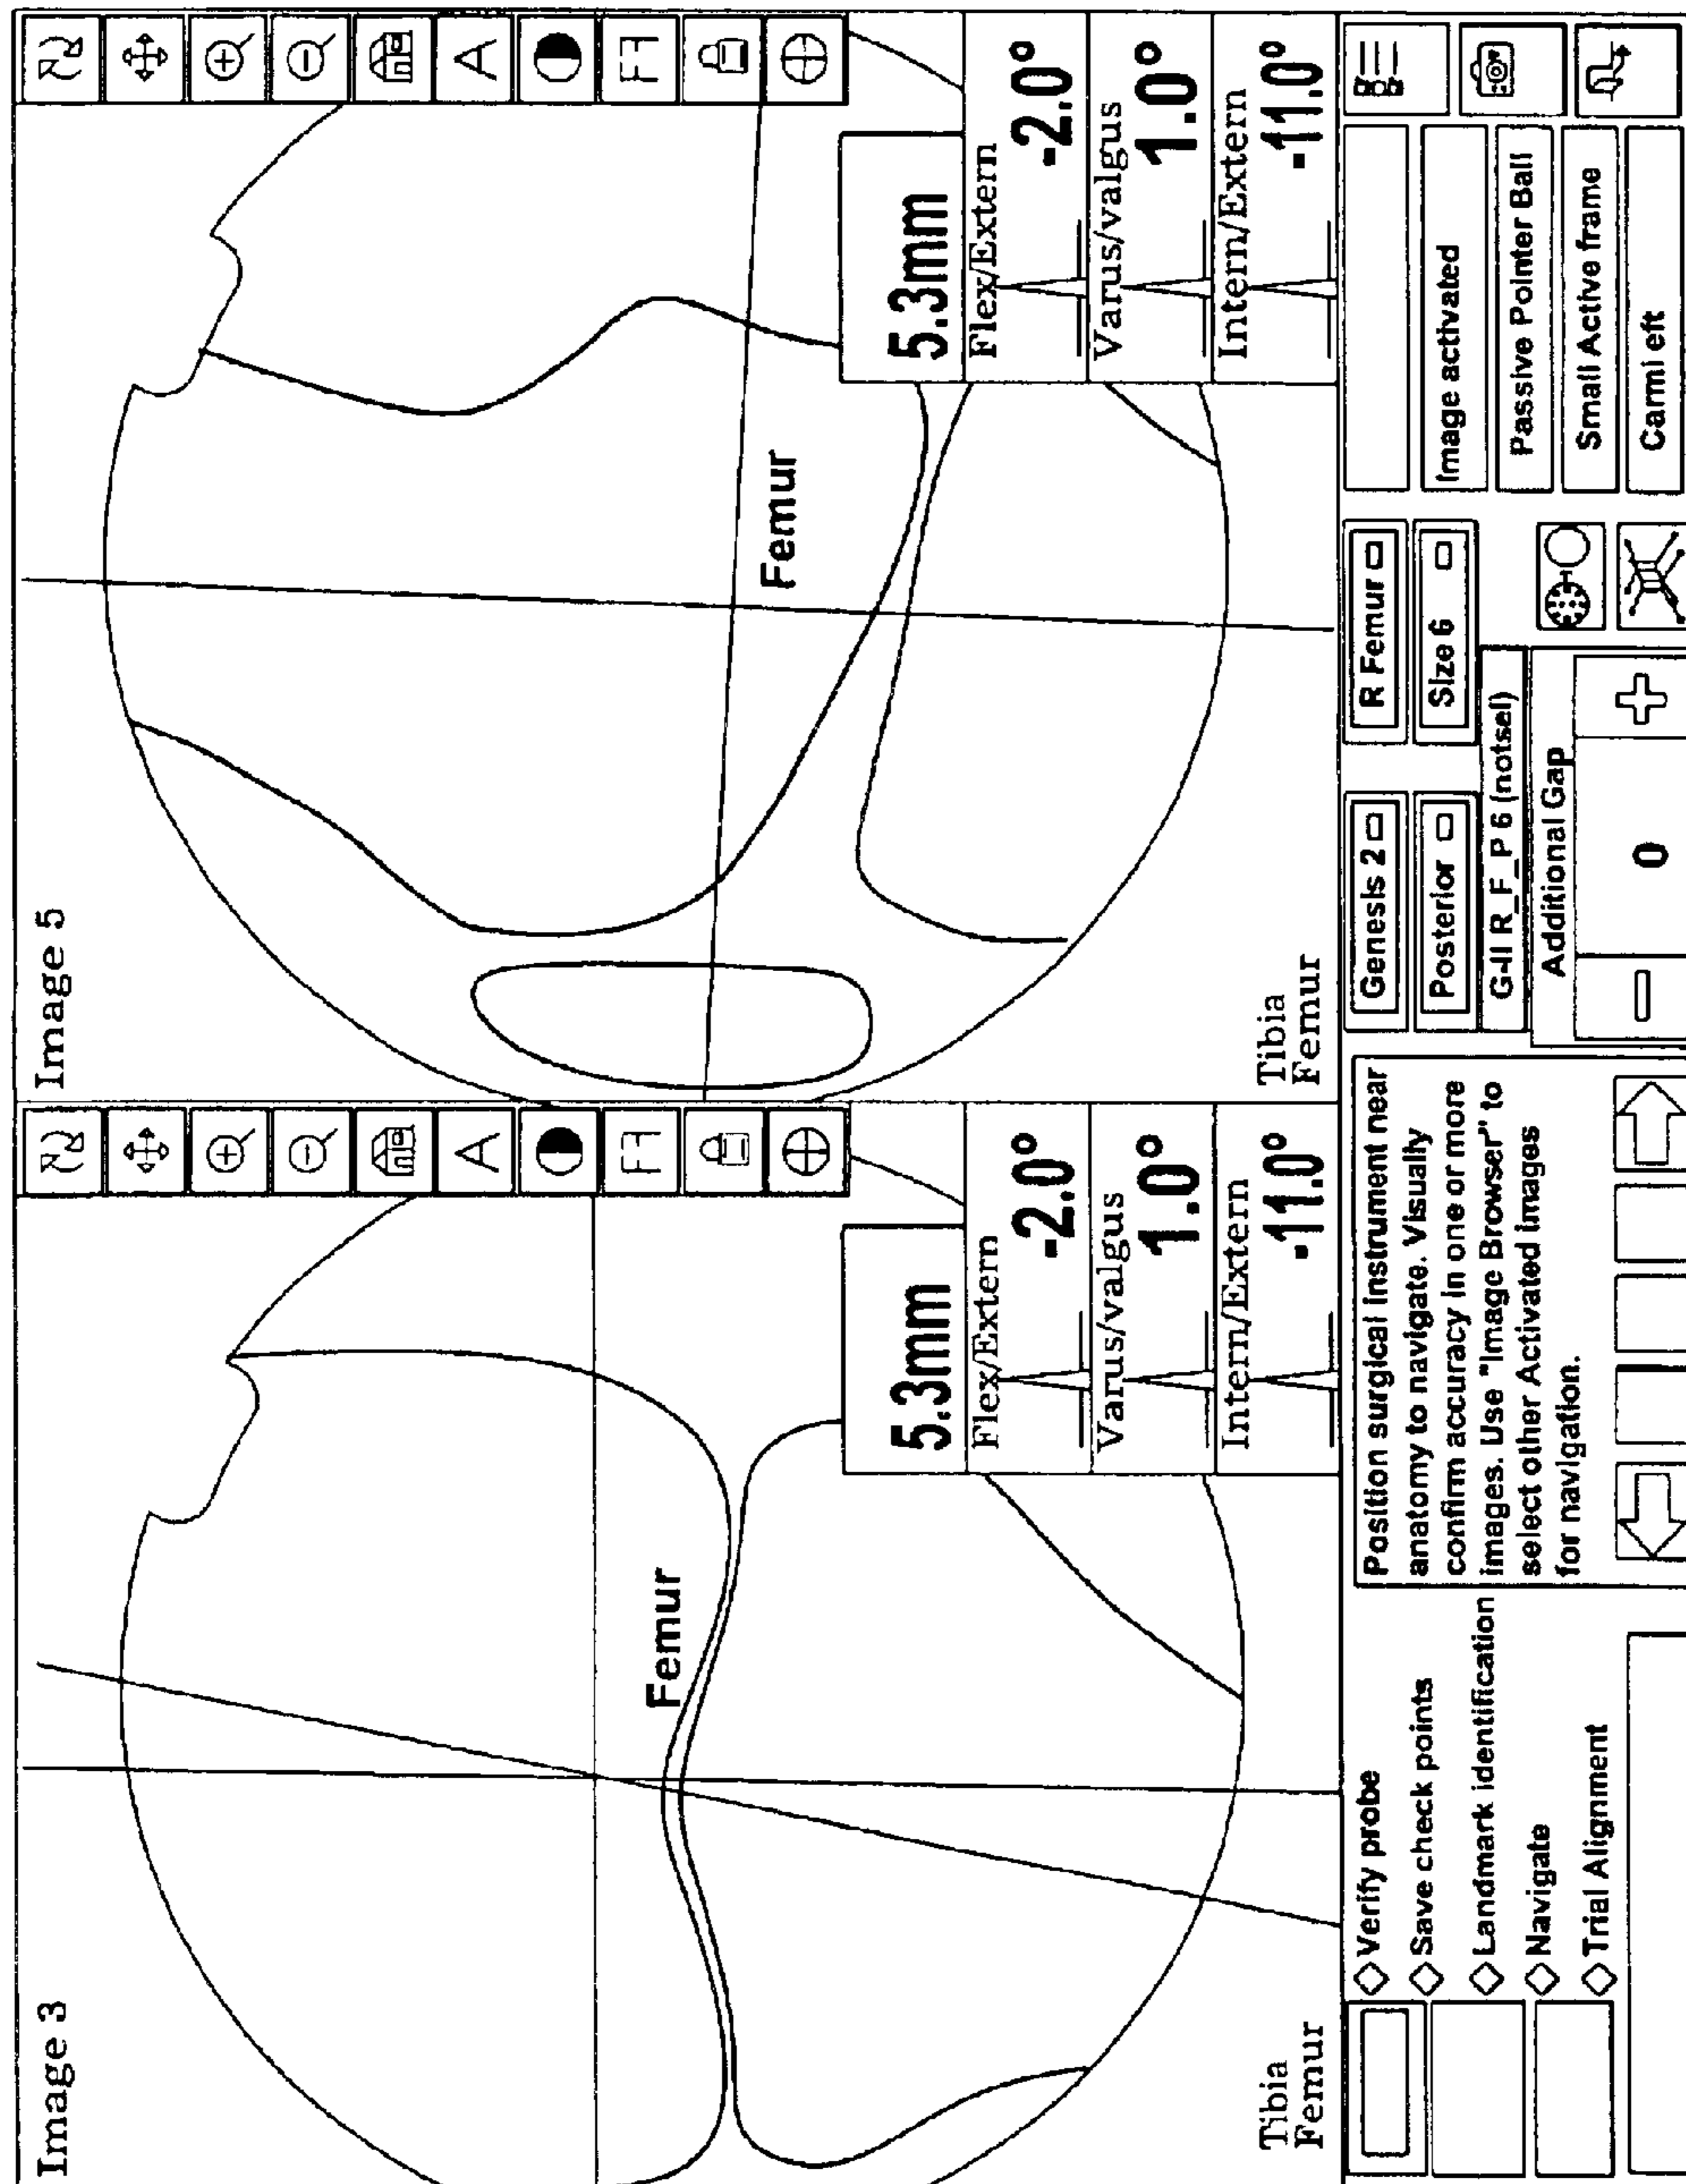 Image 3
Femur
5.3mm
Flex/Extern
-2.0°
Varus/valgus
1.0°
Intern/Extern
-11.0°
Tibia
Femur
Image 5
Femur
5.3mm
Flex/Extern
-2.0°
Varus/valgus
1.0°
Intern/Extern
-11.0°
Tibia
Femur
Verify probe
Save check points
Landmark identification
Navigate
Trial Alignment
Position surgical instrument near
anatomy to navigate. Visually
confirm accuracy in one or more
images. Use "Image Browser" to
select other Activated images
for navigation.
Genesis 2
R Femur
Posterior
Size 6
G-II R_F_P 6 (notsel)
Additional Gap
0
Image activated
Passive Pointer Ball
Small Active frame